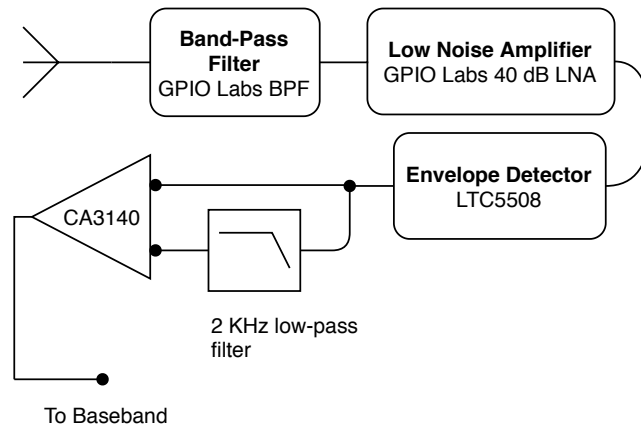 Band-Pass
Filter
GPIO Labs BPF
Low Noise Amplifier
GPIO Labs 40 dB LNA
Envelope Detector
LTC5508
CA3140
2 KHz low-pass
filter
To Baseband